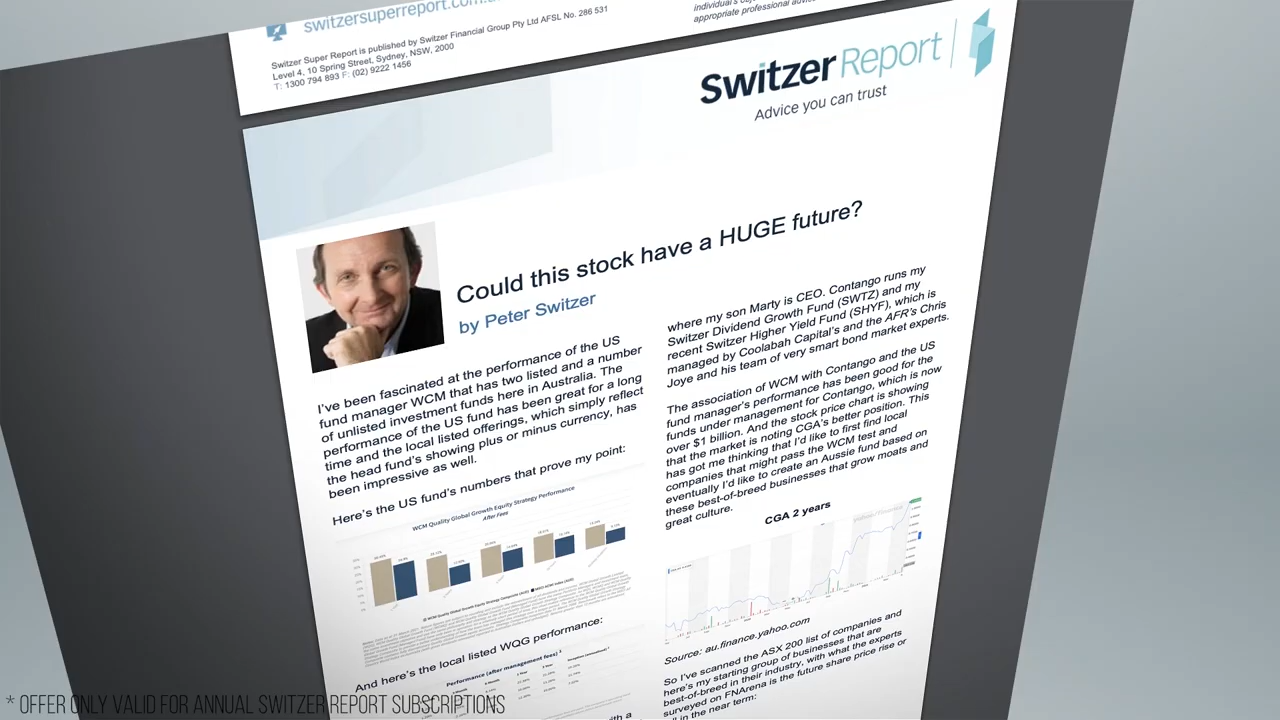 switzersuperreport.com.au
individual's
appropriate professional advice
Switzer Super Report is published by Switzer Financial Group Pty Ltd AFSL No. 286 531
Level 4, 10 Spring Street, Sydney, NSW, 2000
T: 1300 794 893 F: (02) 9222 1456
Switzer Report
Advice you can trust
Could this stock have a HUGE future?
by Peter Switzer
I've been fascinated at the performance of the US
fund manager WCM that has two listed and a number
of unlisted investment funds here in Australia. The
performance of the US fund has been great for a long
time and the local listed offerings, which simply reflect
the head fund's showing plus or minus currency, has
been impressive as well.
Here's the US fund's numbers that prove my point:
WCM Quality Global Growth Equity Strategy Performance
After Fees
And here's the local listed WQG performance:
Performance (after management fees)
where my son Marty is CEO. Contango runs my
Switzer Dividend Growth Fund (SWTZ) and my
recent Switzer Higher Yield Fund (SHYF), which is
managed by Coolabah Capital's and the AFR's Chris
Joye and his team of very smart bond market experts.
The association of WCM with Contango and the US
fund manager's performance has been good for the
funds under management for Contango, which is now
over $1 billion. And the stock price chart is showing
that the market is noting CGA's better position. This
has got me thinking that I'd like to first find local
companies that might pass the WCM test and
eventually I'd like to create an Aussie fund based on
these best-of-breed businesses that grow moats and
great culture.
CGA 2 years
Source: au.finance.yahoo.com
So I've scanned the ASX 200 list of companies and
here's my starting group of businesses that are
best-of-breed in their industry, with what the experts
surveyed on FNArena is the future share price rise or
in the near term:
* OFFER ONLY VALID FOR ANNUAL SWITZER REPORT SUBSCRIPTIONS